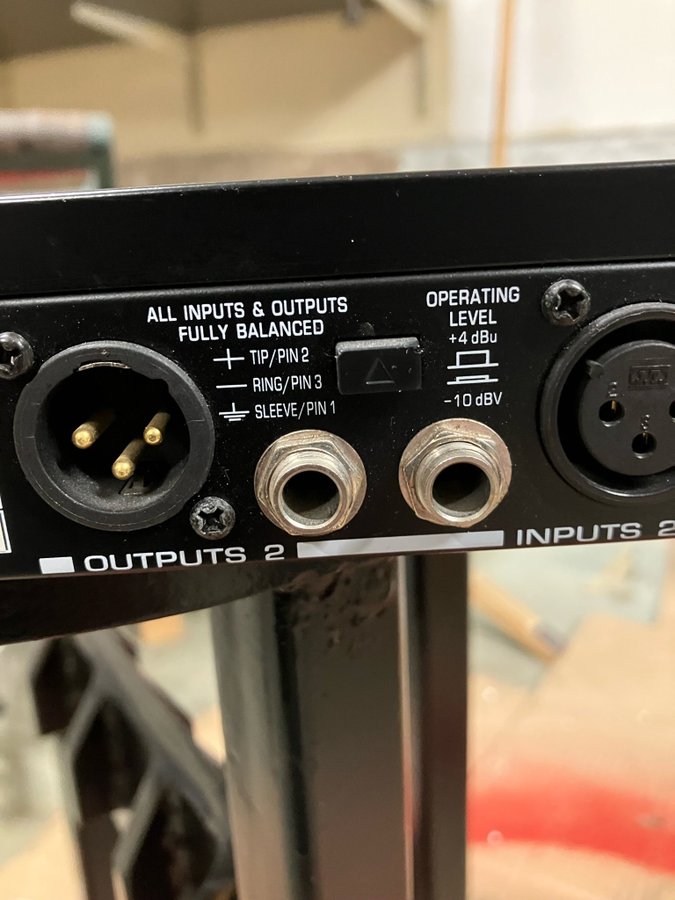 ALL INPUTS & OUTPUTS
FULLY BALANCED
TIP/PIN 2
RING/PIN 3
SLEEVE/PIN 1
OPERATING
LEVEL
+4 dBu
-10 dBV
OUTPUTS 2
INPUTS 2